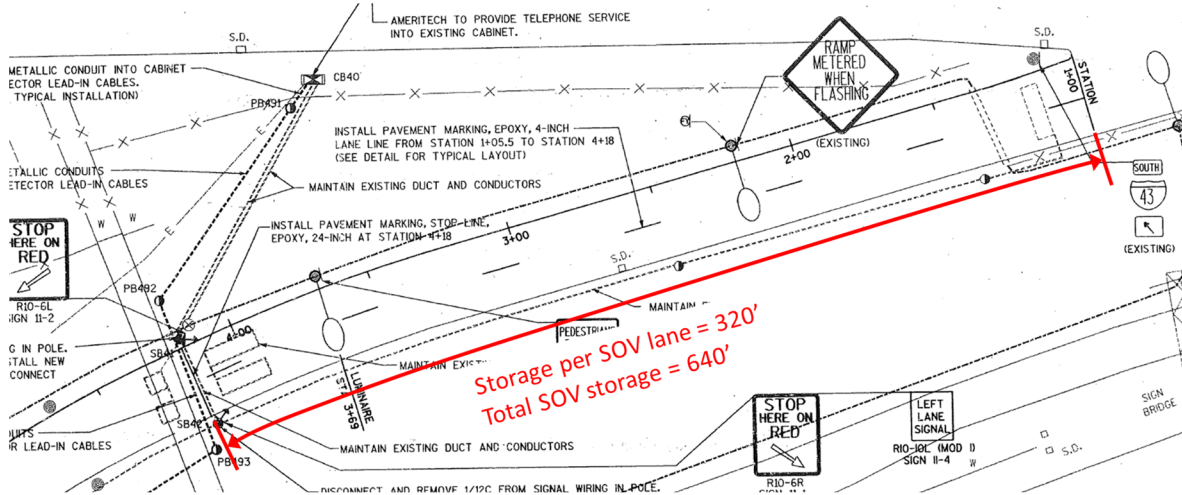 AMERITECH TO PROVIDE TELEPHONE SERVICE
INTO EXISTING CABINET.
S.D.
S.D.
METALLIC CONDUIT INTO CABINET
LEAD-IN CABLES.
TYPICAL INSTALLATION)
CB40
PB491
RAMP
METERED
WHEN
FLASHING
(EXISTING)
STATION
1+00
2+00
INSTALL PAVEMENT MARKING, EPOXY, 4-INCH
LANE LINE FROM STATION 1+05.5 TO STATION 4+18
(SEE DETAIL FOR TYPICAL LAYOUT)
CONDUITS
LEAD-IN CABLES
MAINTAIN EXISTING DUCT AND CONDUCTORS
SOUTH
43
(EXISTING)
E
E
W
W
STOP
HERE ON
RED
R10-6L
SIGN 11-2
INSTALL PAVEMENT MARKING, STOP-LINE,
EPOXY, 24-INCH AT STATION 4+18
3+00
S.D.
PB492
MAINTAIN
4+00
IN POLE.
NEW
CONNECT
SB41
MAINTAIN
LUMINAIRE
STA 3+69
Storage per SOV lane = 320’
Total SOV storage = 640’
SB42
LEAD-IN CABLES
PB493
MAINTAIN EXISTING DUCT AND CONDUCTORS
STOP
HERE ON
RED
R10-6R
LEFT
LANE
SIGNAL
R10-10L (MOD I)
SIGN 11-4
W
S.D.
SIGN
BRIDGE
DISCONNECT AND REMOVE 1/12C FROM SIGNAL WIRING IN POLE.